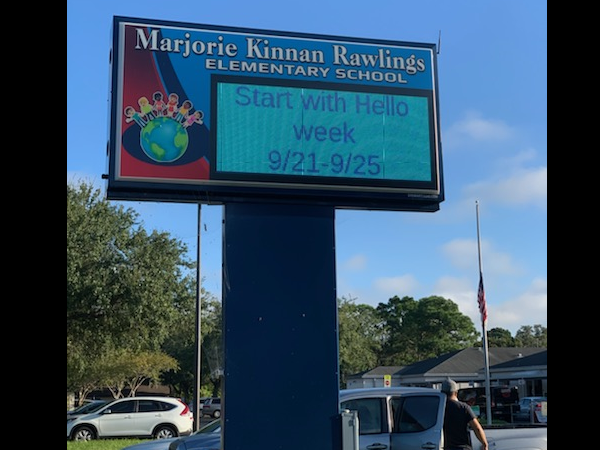 Marjorie Kinnan Rawlings
ELEMENTARY SCHOOL
Start with Hello
week
9/21-9/25